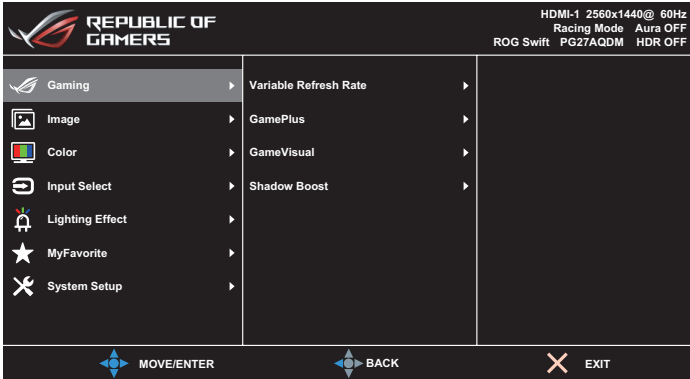 REPUBLIC OF
GAMERS
HDMI-1 2560x1440@ 60Hz
Racing Mode Aura OFF
ROG Swift PG27AQDM HDR OFF
Gaming
Image
Color
Input Select
Lighting Effect
MyFavorite
System Setup
Variable Refresh Rate
GamePlus
GameVisual
Shadow Boost
MOVE/ENTER
BACK
EXIT